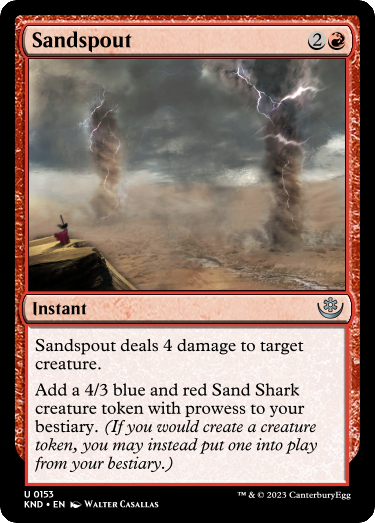 Sandspout 2
Instant
Sandspout deals 4 damage to target
creature.
Add a 4/3 blue and red Sand Shark
creature token with prowess to your
bestiary. (If you would create a creature
token, you may instead put one into play
from your bestiary.)
U 0153
KND • EN Walter Casallas
™ & © 2023 CanterburyEgg